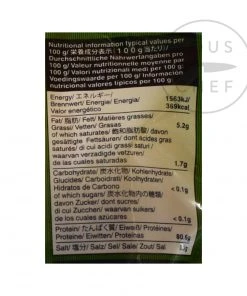 Nutritional information typical values per
100 g/ 栄養成分表示: 100g当たり/
Durchschnittliche Nährwertangaben pro
100 g/ Valeur nutritionnelle moyenne par
100 g/ Valori nutrizionali medi per 100 g/
Voedingswaarde per 100 g/ Información
nutricional valores típicos por 100 g/
Energy/ エネルギー/
Brennwert/ Energie/ Energia/
Valor energético
1563kJ/
369kcal
Fat/ 脂肪/ Fett/ Matières grasses/
Grassi/ Vetten/ Grasas
5.2g
of which saturates/ 飽和脂肪酸/ davon
gesättigte Fettsäuren/ dont acides gras
saturés/ di cui acidi grassi saturi/
waarvan verzadigde vetzuren/
de las cuales saturadas
1.7g
Carbohydrate/ 炭水化物/ Kohlenhydrate/
Glucides/ Carboidrati/ Koolhydraten/
Hidratos de Carbono
< 0.1g
of which sugars/ 炭水化物内の糖類/
davon Zucker/ dont sucres/
di cui Zuccheri/ waarvan suikers/
de los cuales azúcares
< 0.1g
Protein/ たんぱく質/ Eiweiß/ Protéines/
Proteine/ Eiwitten/ Proteínas
80.5g
Salt/ 塩分/ Salz/ Sel/ Sale/ Zout/ Sal